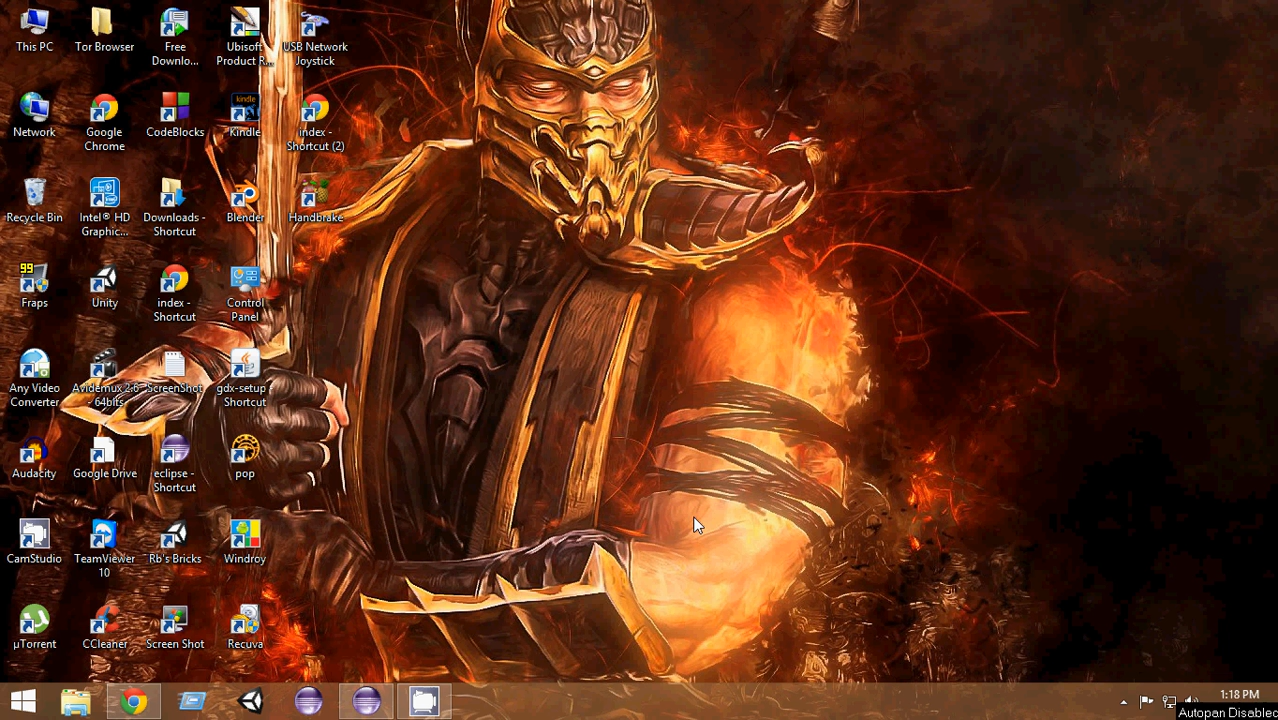 This PC
Tor Browser
Free
Downlo...
Ubisoft
Product R...
USB Network
Joystick
Network
Google
Chrome
CodeBlocks
kindle
Kindle
index -
Shortcut (2)
Recycle Bin
Intel® HD
Graphic...
Downloads -
Shortcut
Blender
Handbrake
99
Fraps
Unity
index -
Shortcut
Control
Panel
Any Video
Converter
Avidemux 2.6
- 64bits
ScreenShot
gdx-setup -
Shortcut
Audacity
Google Drive
eclipse -
Shortcut
pop
CamStudio
TeamViewer
10
Rb's Bricks
Windroy
µTorrent
CCleaner
Screen Shot
Recuva
1:18 PM
Autopan Disabled